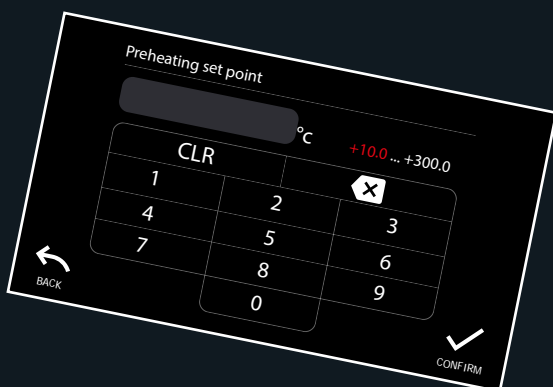 Preheating set point
°c
+10.0 ... +300.0
CLR
1 2 3
4 5 6
7 8 9
0
BACK
CONFIRM